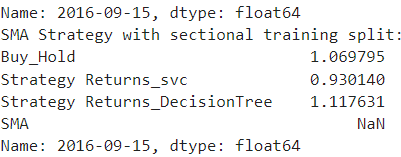 Name: 2016-09-15, dtype: float64
SMA Strategy with sectional training split:
Buy_Hold                         1.069795
Strategy Returns_svc             0.930140
Strategy Returns_DecisionTree    1.117631
SMA                                   NaN
Name: 2016-09-15, dtype: float64